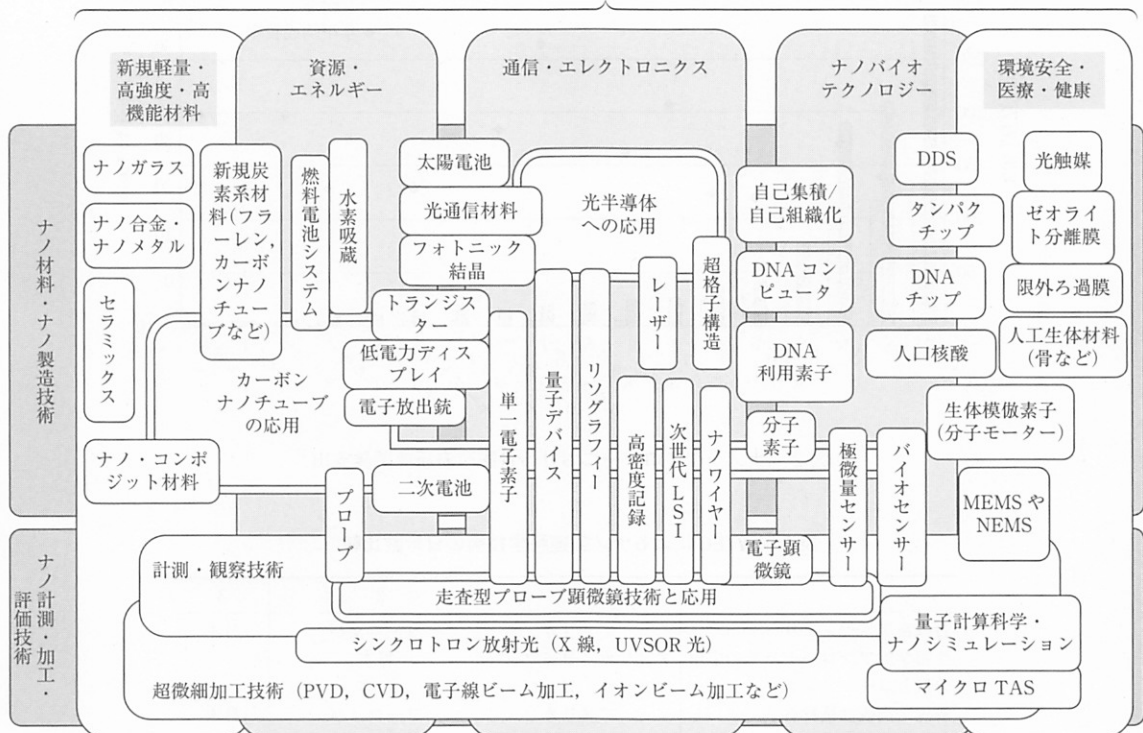 新規軽量・
高強度・高
機能材料
資源・
エネルギー
通信・エレクトロニクス
ナノバイオ
テクノロジー
環境安全・
医療・健康
ナノ材料・ナノ製造技術
ナノガラス
ナノ合金・
ナノメタル
セラミックス
ナノ・コンポ
ジット材料
新規炭
素系材
料(フラ
ーレン,
カーボ
ンナノ
チュー
ブなど)
燃料電池システム
水素吸蔵
カーボン
ナノチューブ
の応用
太陽電池
光通信材料
フォトニック
結晶
トランジス
ター
低電力ディス
プレイ
電子放出銃
二次電池
プローブ
単一電子素子
量子デバイス
リソグラフィー
光半導体
への応用
レーザー
超格子構造
高密度記録
次世代LSI
ナノワイヤー
自己集積/
自己組織化
DNA コン
ピュータ
DNA
利用素子
分子
素子
電子顕
微鏡
極微量センサー
バイオセンサー
DDS
タンパク
チップ
DNA
チップ
人口核酸
光触媒
ゼオライ
ト分離膜
限外ろ過膜
人工生体材料
(骨など)
生体模倣素子
(分子モーター)
MEMS や
NEMS
ナノ計測・加工・
評価技術
計測・観察技術
走査型プローブ顕微鏡技術と応用
シンクロトロン放射光(X 線,UVSOR 光)
超微細加工技術(PVD,CVD,電子線ビーム加工,イオンビーム加工など)
量子計算科学・
ナノシミュレーション
マイクロ TAS